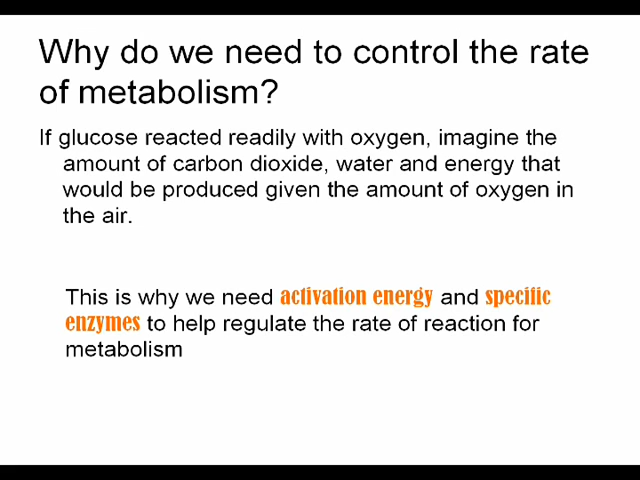 Why do we need to control the rate
of metabolism?
If glucose reacted readily with oxygen, imagine the
amount of carbon dioxide, water and energy that
would be produced given the amount of oxygen in
the air.
This is why we need activation energy and specific
enzymes to help regulate the rate of reaction for
metabolism